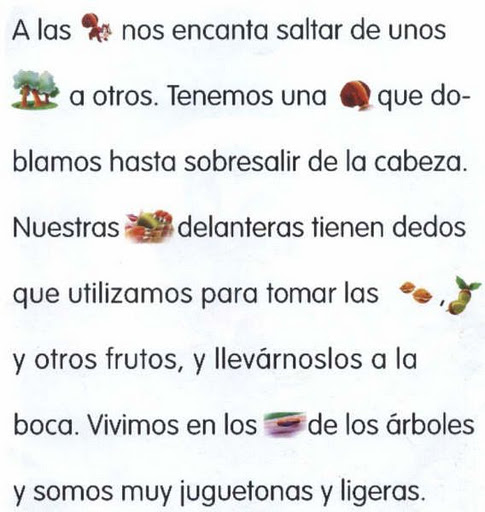 A las nos encanta saltar de unos
a otros. Tenemos una que do-
blamos hasta sobresalir de la cabeza.
Nuestras delanteras tienen dedos
que utilizamos para tomar las ,
y otros frutos, y llevárnoslos a la
boca. Vivimos en los de los árboles
y somos muy juguetonas y ligeras.